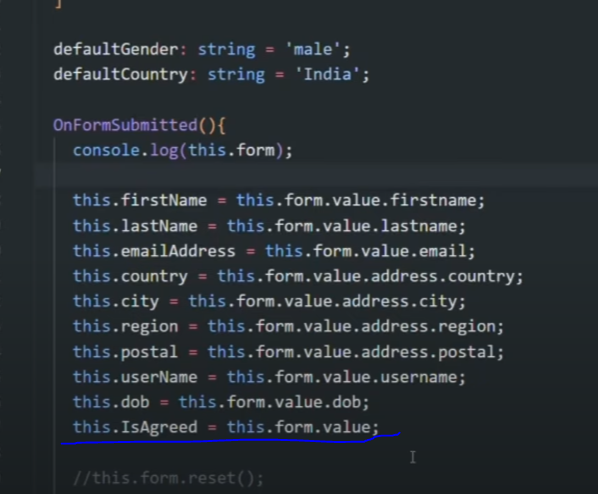 ]
defaultGender: string = 'male';
defaultCountry: string = 'India';
OnFormSubmitted(){
console.log(this.form);
this.firstName = this.form.value.firstname;
this.lastName = this.form.value.lastname;
this.emailAddress = this.form.value.email;
this.country = this.form.value.address.country;
this.city = this.form.value.address.city;
this.region = this.form.value.address.region;
this.postal = this.form.value.address.postal;
this.userName = this.form.value.username;
this.dob = this.form.value.dob;
this.IsAgreed = this.form.value;
//this.form.reset();